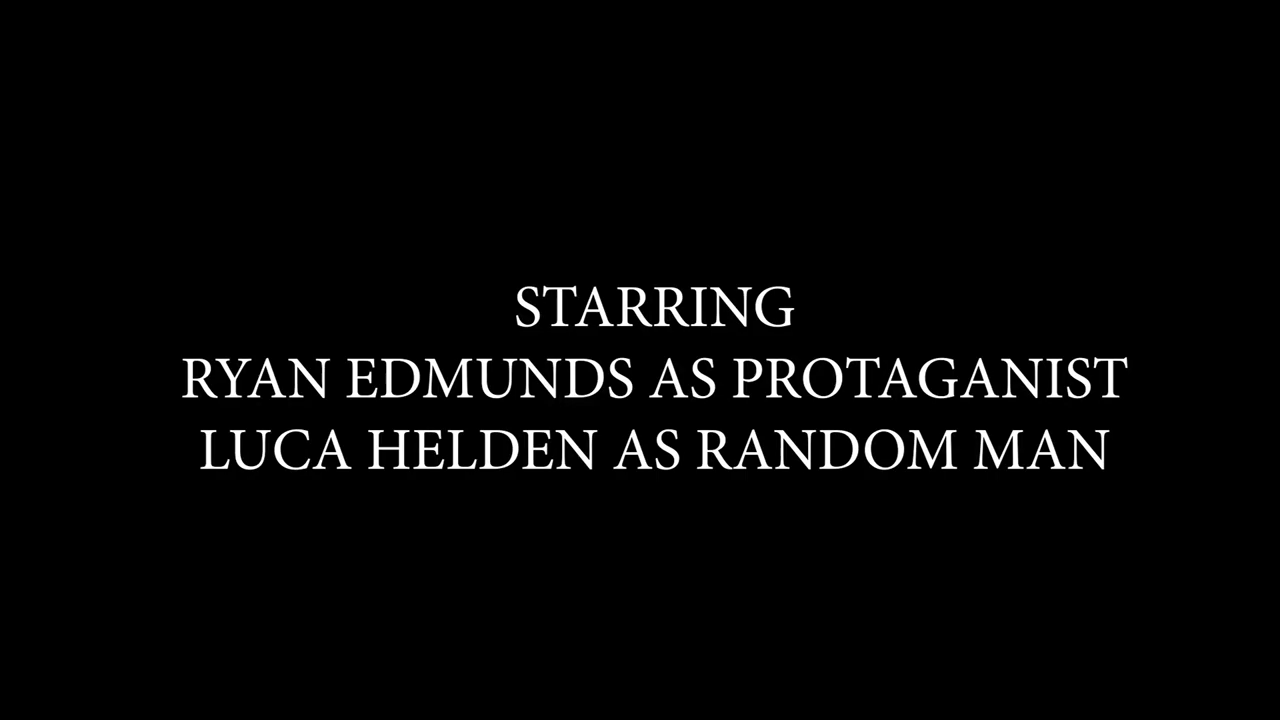 STARRING
RYAN EDMUNDS AS PROTAGANIST
LUCA HELDEN AS RANDOM MAN